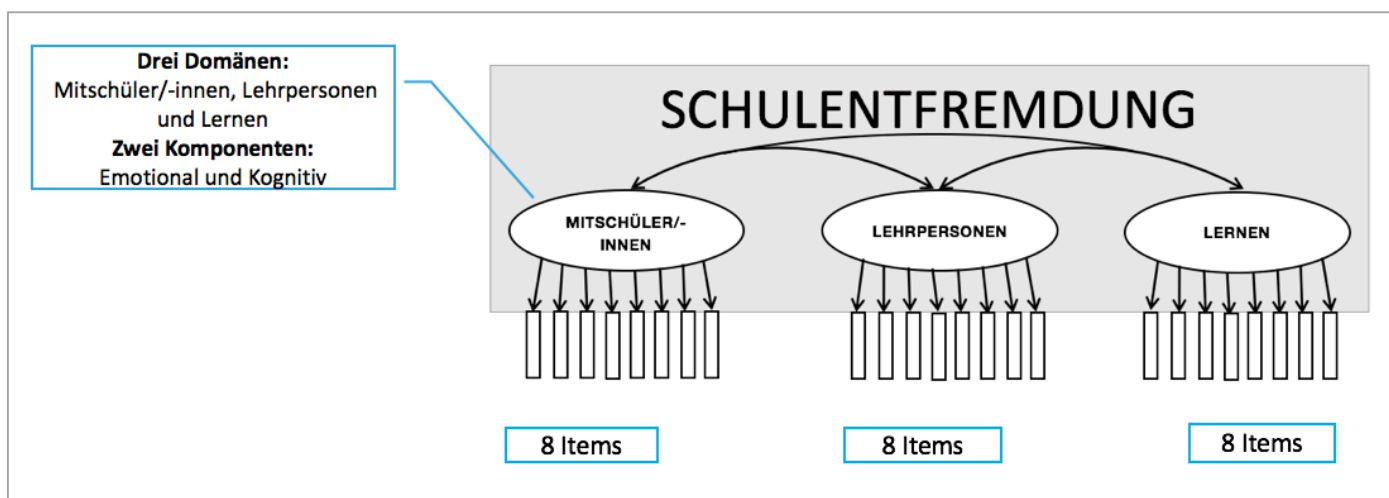 Drei Domänen:
Mitschüler/-innen, Lehrpersonen
und Lernen
Zwei Komponenten:
Emotional und Kognitiv
SCHULENTFREMDUNG
MITSCHÜLER/-
INNEN
LEHRPERSONEN
LERNEN
8 Items
8 Items
8 Items